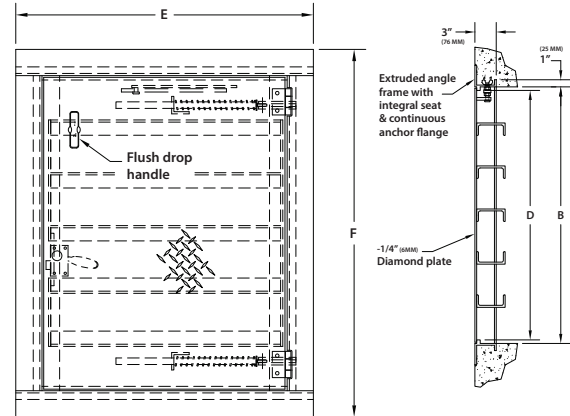 E
3"
(76 MM)
(25 MM)
1"
Extruded angle
frame with
integral seat
& continuous
anchor flange
Flush drop
handle
F
D
B
-1/4" (6MM)
Diamond plate